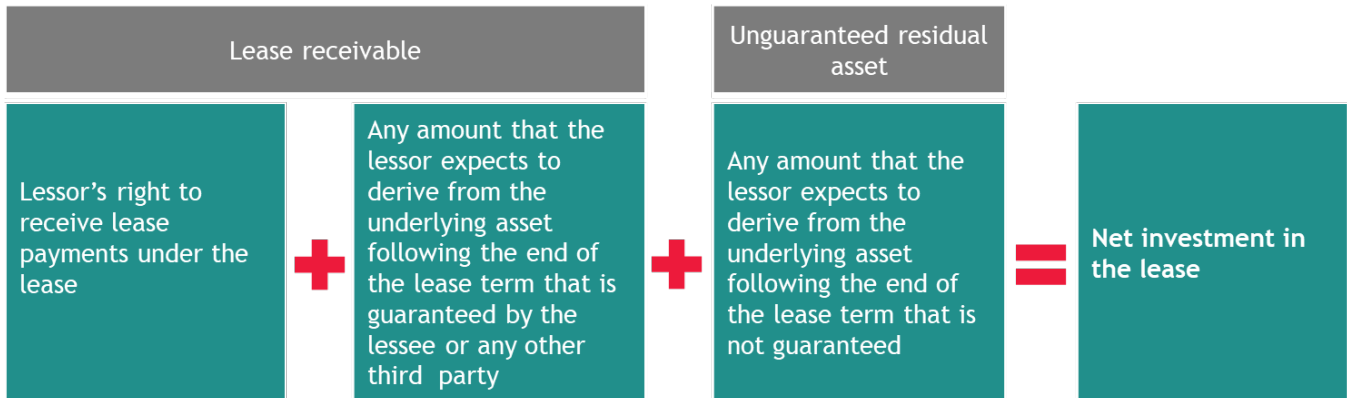 Lease receivable
Unguaranteed residual
asset
Lessor's right to
receive lease
payments under the
lease
Any amount that the
lessor expects to
derive from the
underlying asset
following the end of
the lease term that is
guaranteed by the
lessee or any other
third party
Any amount that the
lessor expects to
derive from the
underlying asset
following the end of
the lease term that is
not guaranteed
Net investment in
the lease